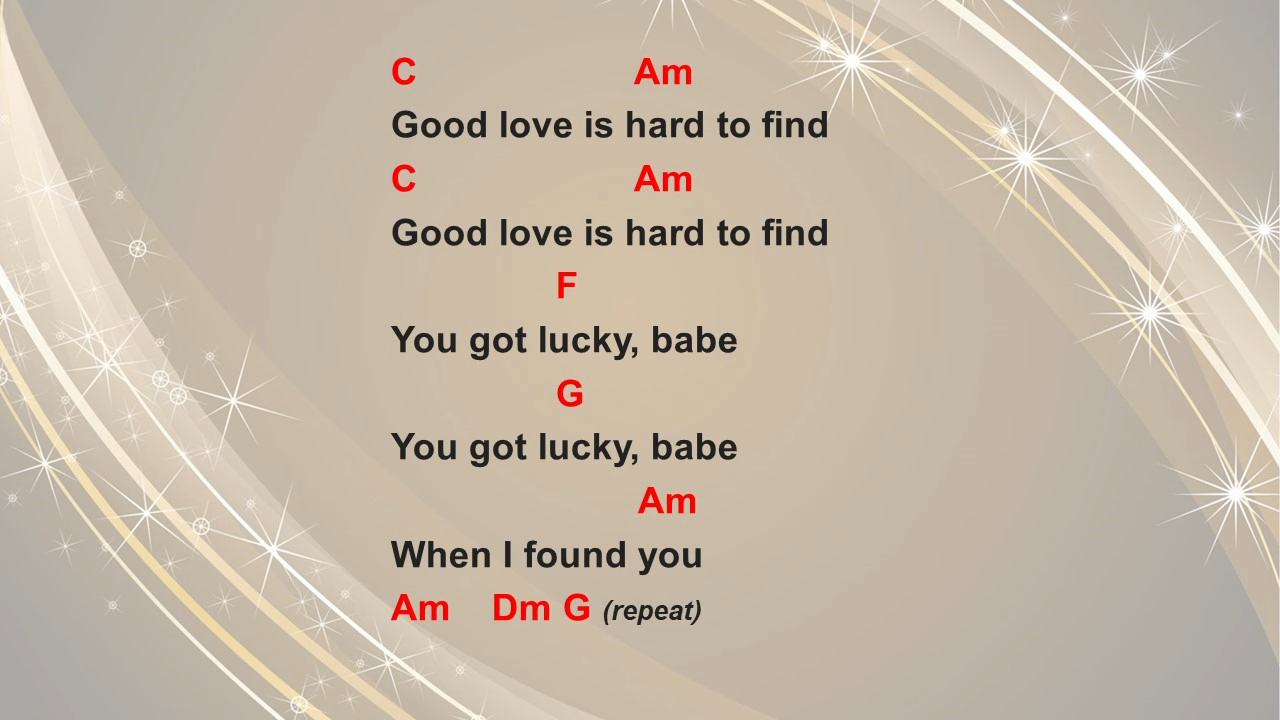 C Am
Good love is hard to find
C Am
Good love is hard to find
F
You got lucky, babe
G
You got lucky, babe
Am
When I found you
Am Dm G (repeat)